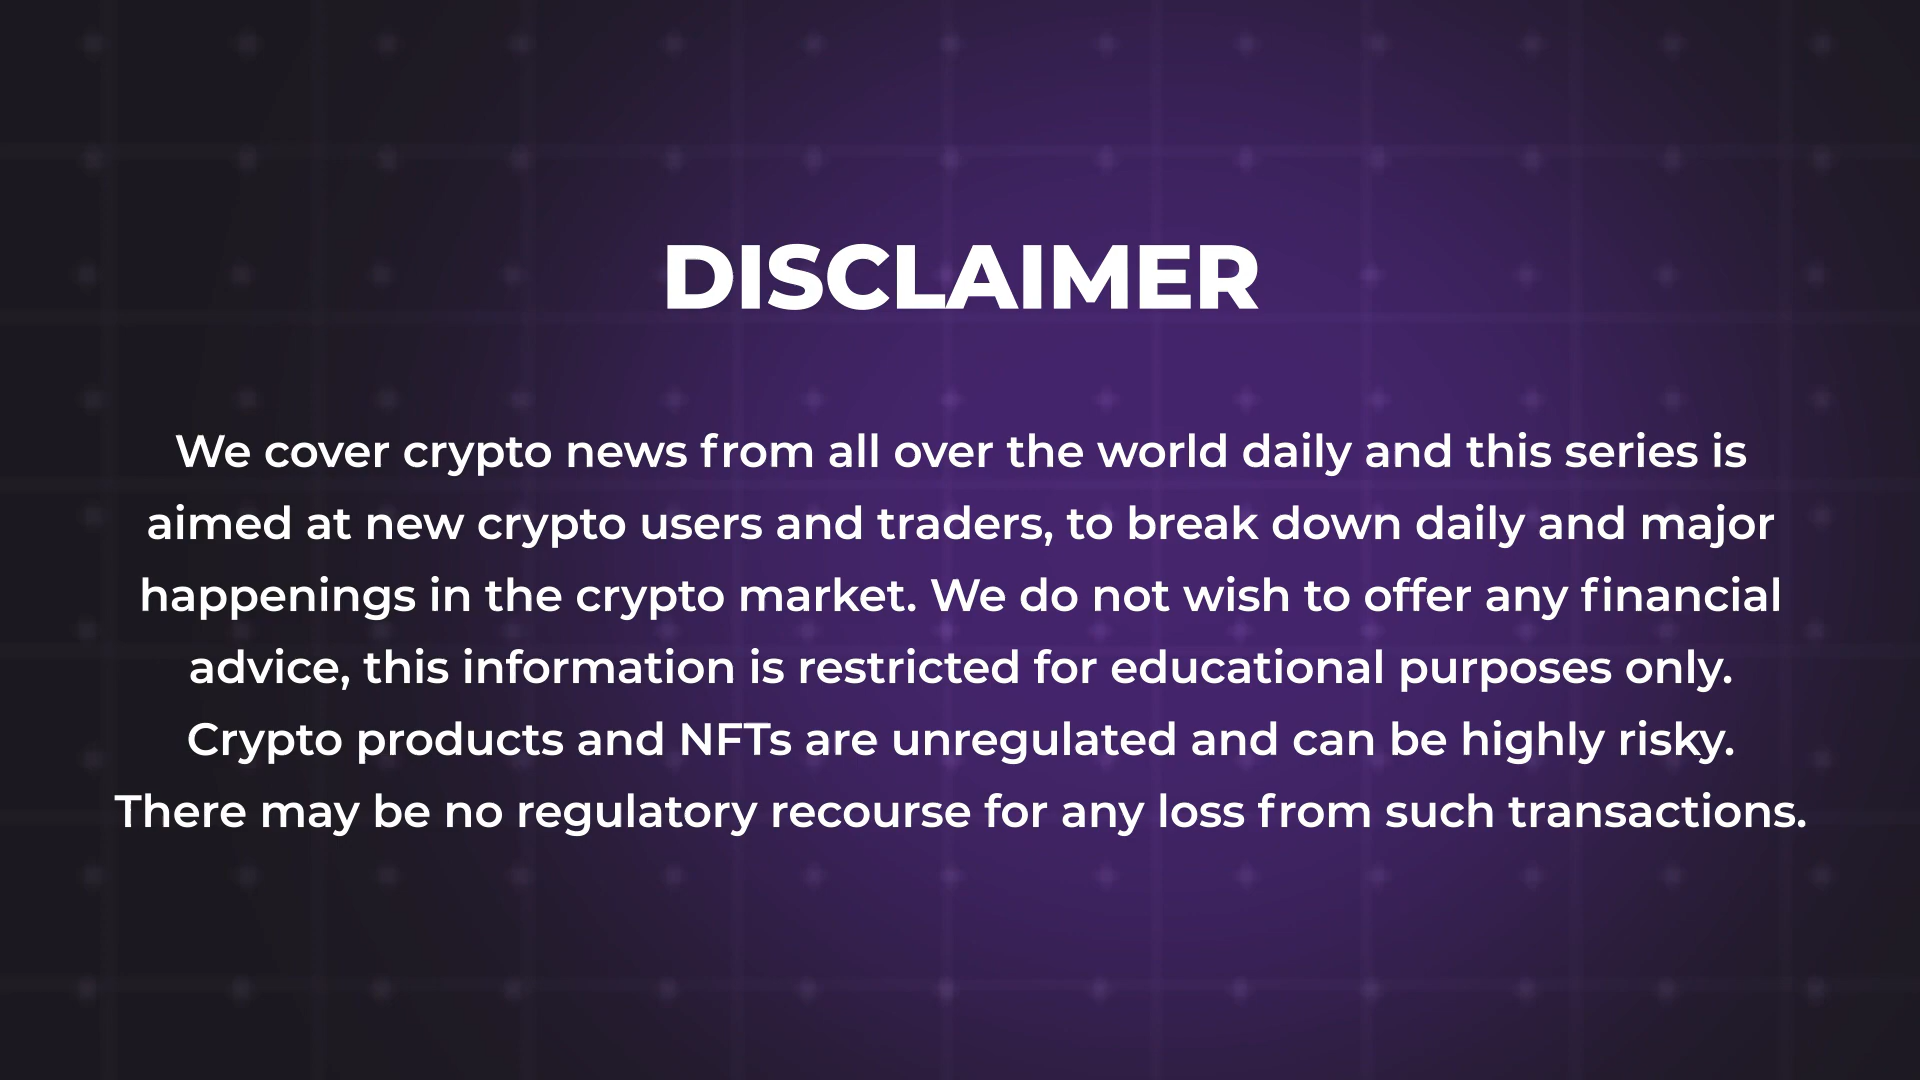 DISCLAIMER
We cover crypto news from all over the world daily and this series is
aimed at new crypto users and traders, to break down daily and major
happenings in the crypto market. We do not wish to offer any financial
advice, this information is restricted for educational purposes only.
Crypto products and NFTs are unregulated and can be highly risky.
There may be no regulatory recourse for any loss from such transactions.